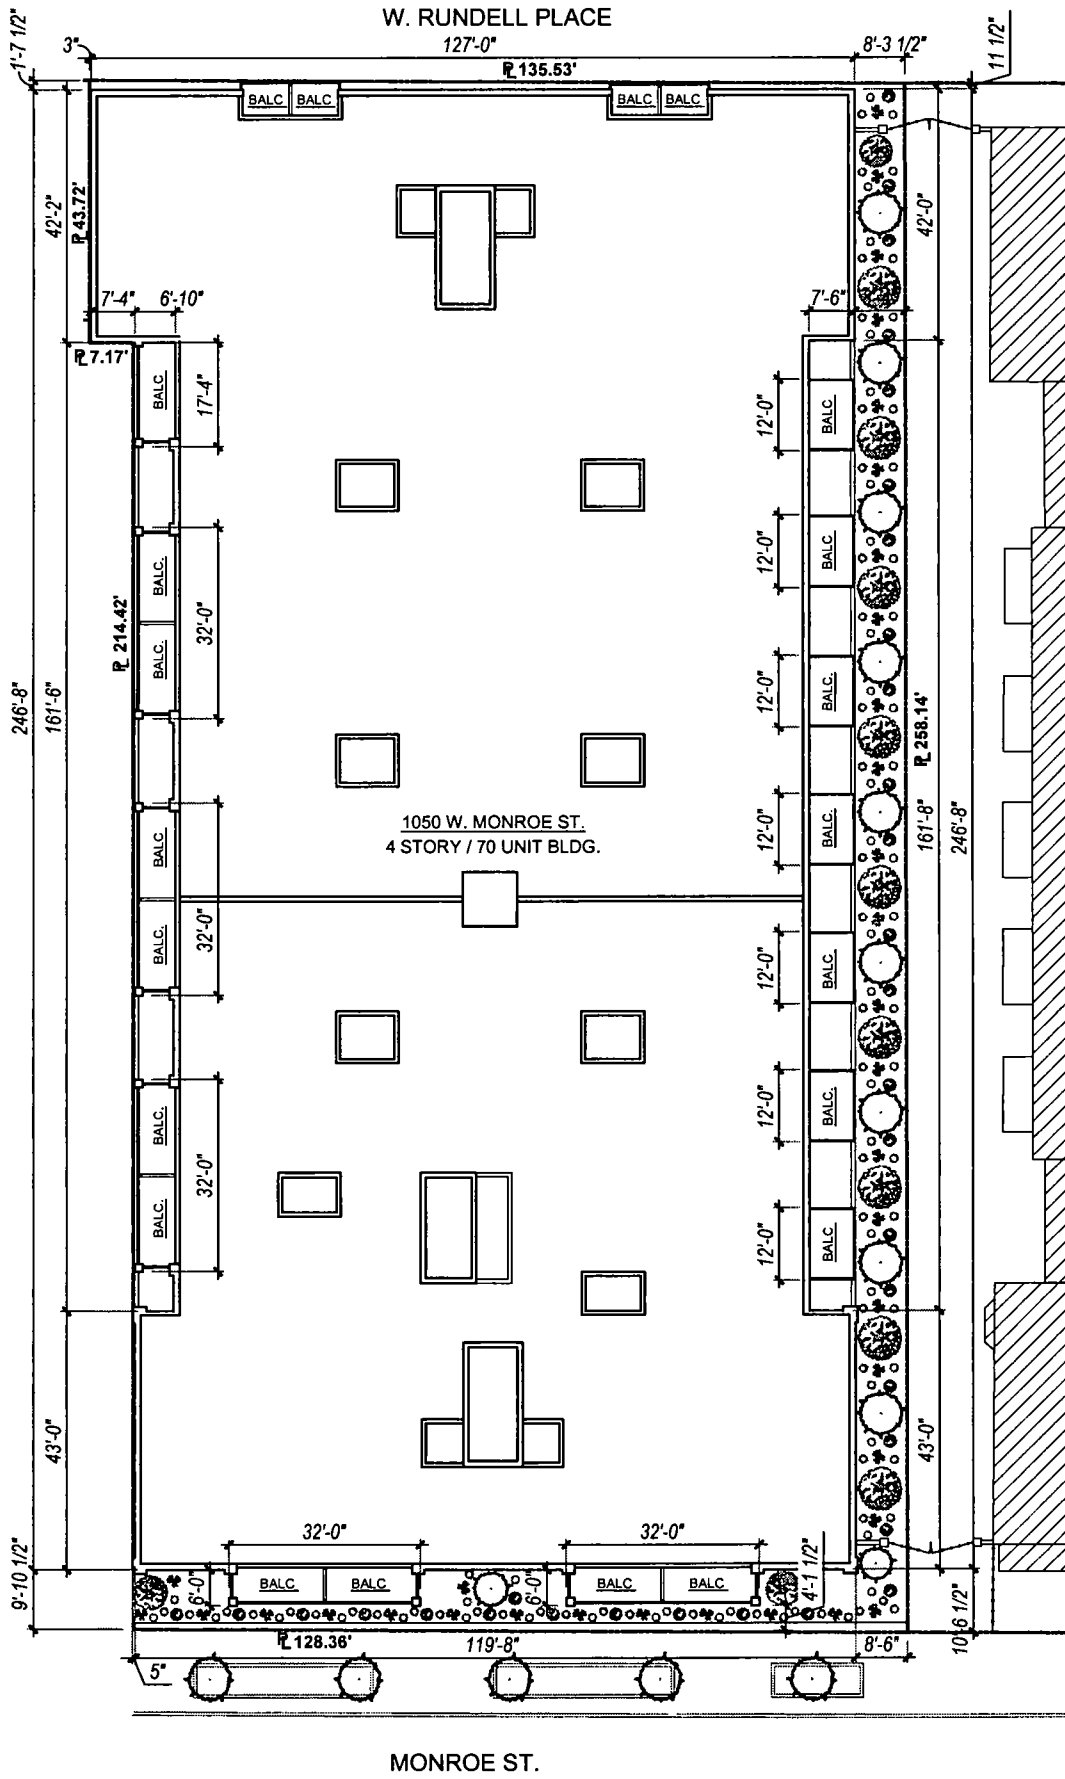 W. RUNDELL PLACE
1'-7 1/2"
3"
127'-0"
8'-3 1/2"
11 1/2"
PL 135.53'
BALC BALC
BALC BALC
42'-2"
PL 43.72'
42'-0"
7'-4"
6'-10"
7'-6"
PL 7.17'
BALC
17'-4"
12'-0"
BALC
12'-0"
BALC
BALC.
32'-0"
BALC.
PL 214.42'
12'-0"
BALC.
246'-8"
161'-6"
PL 258.14'
161'-8"
246'-8"
1050 W. MONROE ST.
4 STORY / 70 UNIT BLDG.
BALC
12'-0"
BALC.
BALC.
32'-0"
12'-0"
BALC
BALC.
32'-0"
BALC.
12'-0"
BALC.
12'-0"
BALC
43'-0"
43'-0"
32'-0"
32'-0"
9'-10 1/2"
6'-0"
BALC BALC
6'-0"
BALC BALC
4'-1 1/2"
10'-6 1/2"
PL 128.36'
119'-8"
8'-6"
5"
MONROE ST.